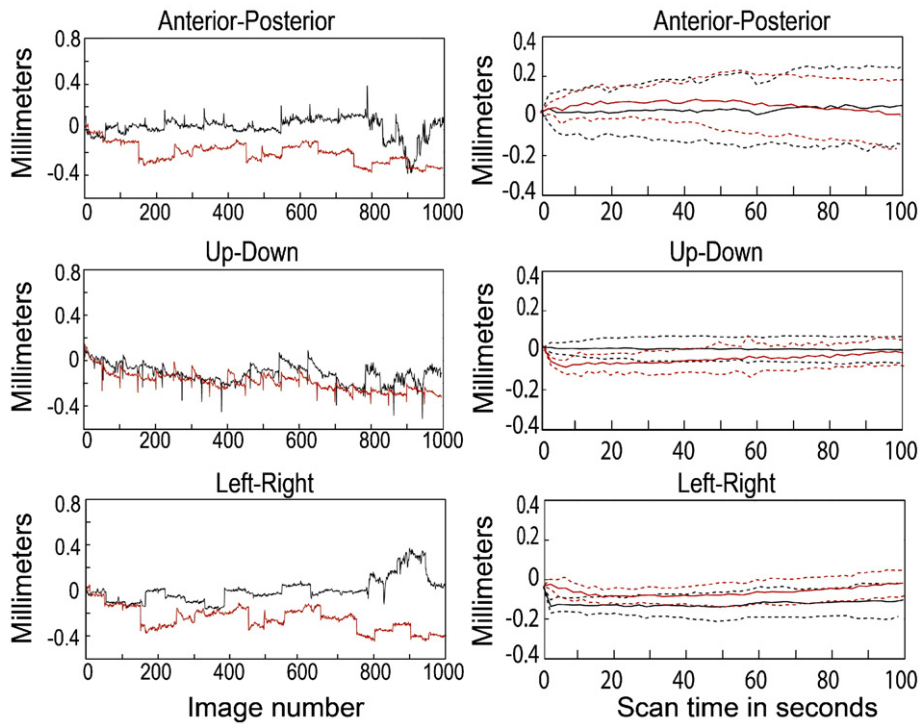 Anterior-Posterior
Millimeters
0.8
0.4
0
-0.4
0 200 400 600 800 1000
Anterior-Posterior
Millimeters
0.4
0.2
0
-0.2
0.4
0 20 40 60 80 100
Up-Down
Millimeters
0.8
0.4
0
-0.4
0 200 400 600 800 1000
Up-Down
Millimeters
0.4
0.2
0
-0.2
-0.4
0 20 40 60 80 100
Left-Right
Millimeters
0.8
0.4
0
-0.4
0 200 400 600 800 1000
Image number
Left-Right
Millimeters
0.4
0.2
0
-0.2
-0.4
0 20 40 60 80 100
Scan time in seconds